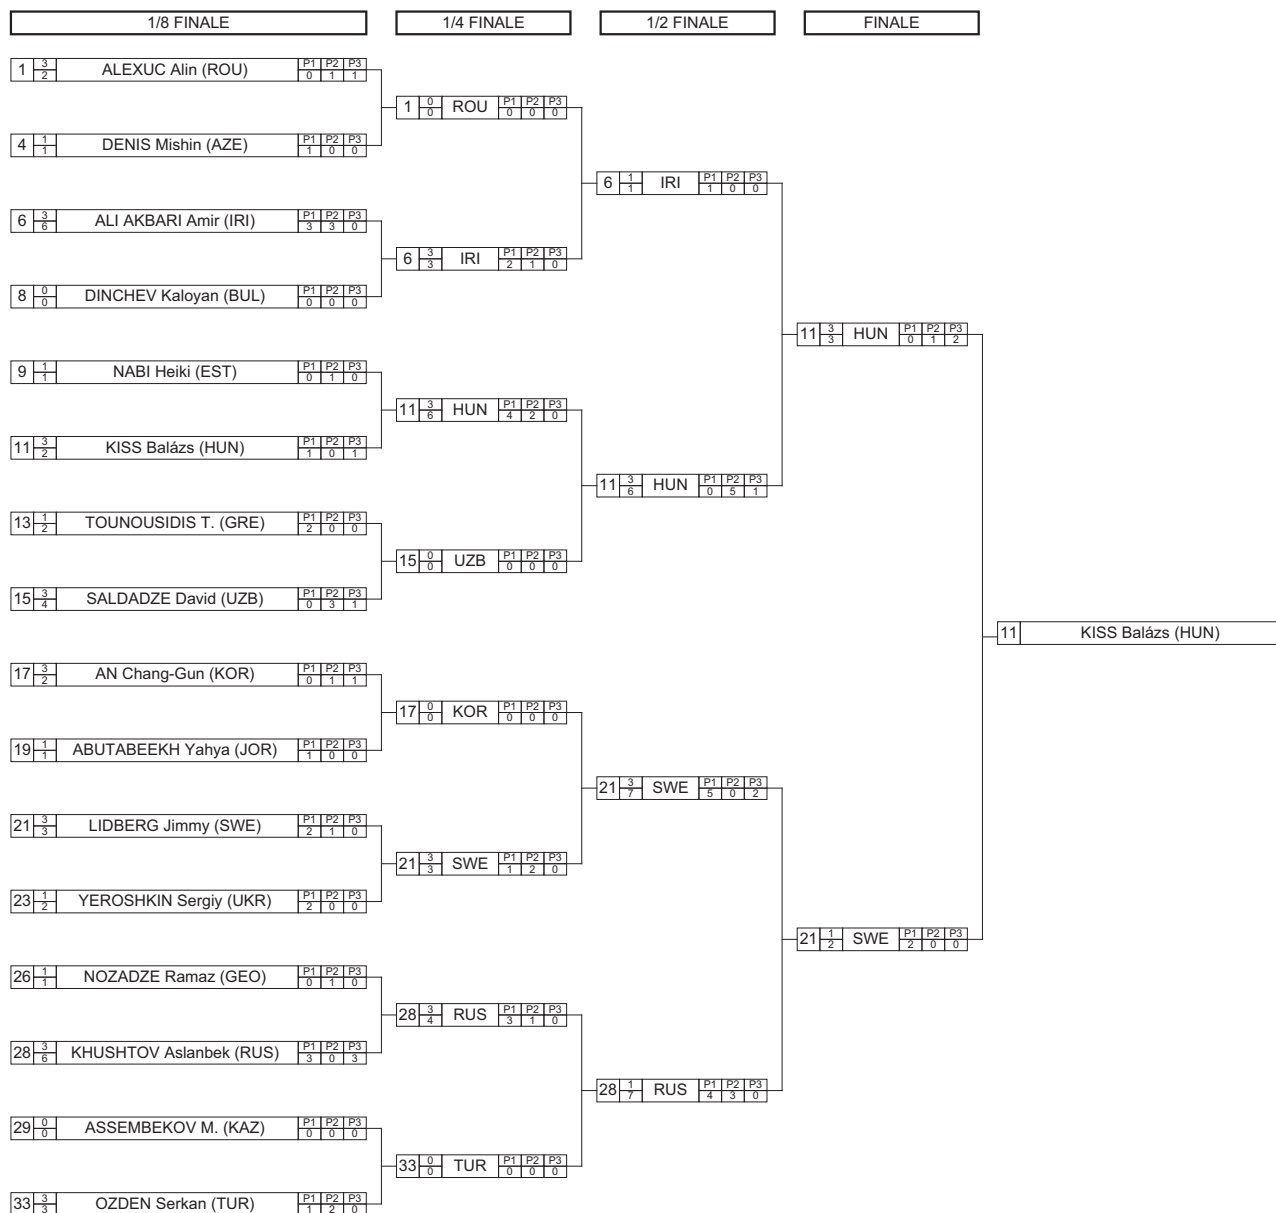 1/8 FINALE 1/4 FINALE 1/2 FINALE FINALE
1 3 2 ALEXUC Alin (ROU) P1 P2 P3 0 1 1
1 0 0 ROU P1 P2 P3 0 0 0
4 1 1 DENIS Mishin (AZE) P1 P2 P3 1 0 0
6 1 1 IRI P1 P2 P3 1 0 0
6 3 6 ALI AKBARI Amir (IRI) P1 P2 P3 3 3 0
6 3 3 IRI P1 P2 P3 2 1 0
8 0 0 DINCHEV Kaloyan (BUL) P1 P2 P3 0 0 0
11 3 3 HUN P1 P2 P3 0 1 2
9 1 1 NABI Heiki (EST) P1 P2 P3 0 1 0
11 3 6 HUN P1 P2 P3 4 2 0
11 3 2 KISS Balázs (HUN) P1 P2 P3 1 0 1
11 3 6 HUN P1 P2 P3 0 5 1
13 1 2 TOUNOUSIDIS T. (GRE) P1 P2 P3 2 0 0
15 0 0 UZB P1 P2 P3 0 0 0
15 3 4 SALDADZE David (UZB) P1 P2 P3 0 3 1
11 KISS Balázs (HUN)
17 3 2 AN Chang-Gun (KOR) P1 P2 P3 0 1 1
17 0 0 KOR P1 P2 P3 0 0 0
19 1 1 ABUTABEEKH Yahya (JOR) P1 P2 P3 1 0 0
21 3 7 SWE P1 P2 P3 5 0 2
21 3 3 LIDBERG Jimmy (SWE) P1 P2 P3 2 1 0
21 3 3 SWE P1 P2 P3 1 2 0
23 1 2 YEROSHKIN Sergiy (UKR) P1 P2 P3 2 0 0
21 1 2 SWE P1 P2 P3 2 0 0
26 1 1 NOZADZE Ramaz (GEO) P1 P2 P3 0 1 0
28 3 4 RUS P1 P2 P3 3 1 0
28 3 6 KHUSHTOV Aslanbek (RUS) P1 P2 P3 3 0 3
28 1 7 RUS P1 P2 P3 4 3 0
29 0 0 ASSEMBEKOV M. (KAZ) P1 P2 P3 0 0 0
33 0 0 TUR P1 P2 P3 0 0 0
33 3 3 OZDEN Serkan (TUR) P1 P2 P3 1 2 0